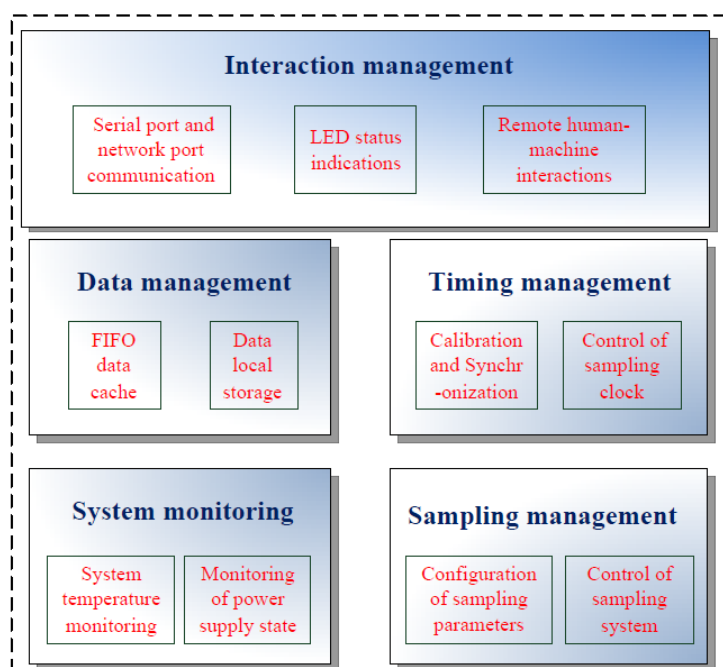 Interaction management
Serial port and
network port
communication
LED status
indications
Remote human-
machine
interactions
Data management
FIFO
data
cache
Data
local
storage
Timing management
Calibration
and Synchr
-onization
Control of
sampling
clock
System monitoring
System
temperature
monitoring
Monitoring
of power
supply state
Sampling management
Configuration
of sampling
parameters
Control of
sampling
system